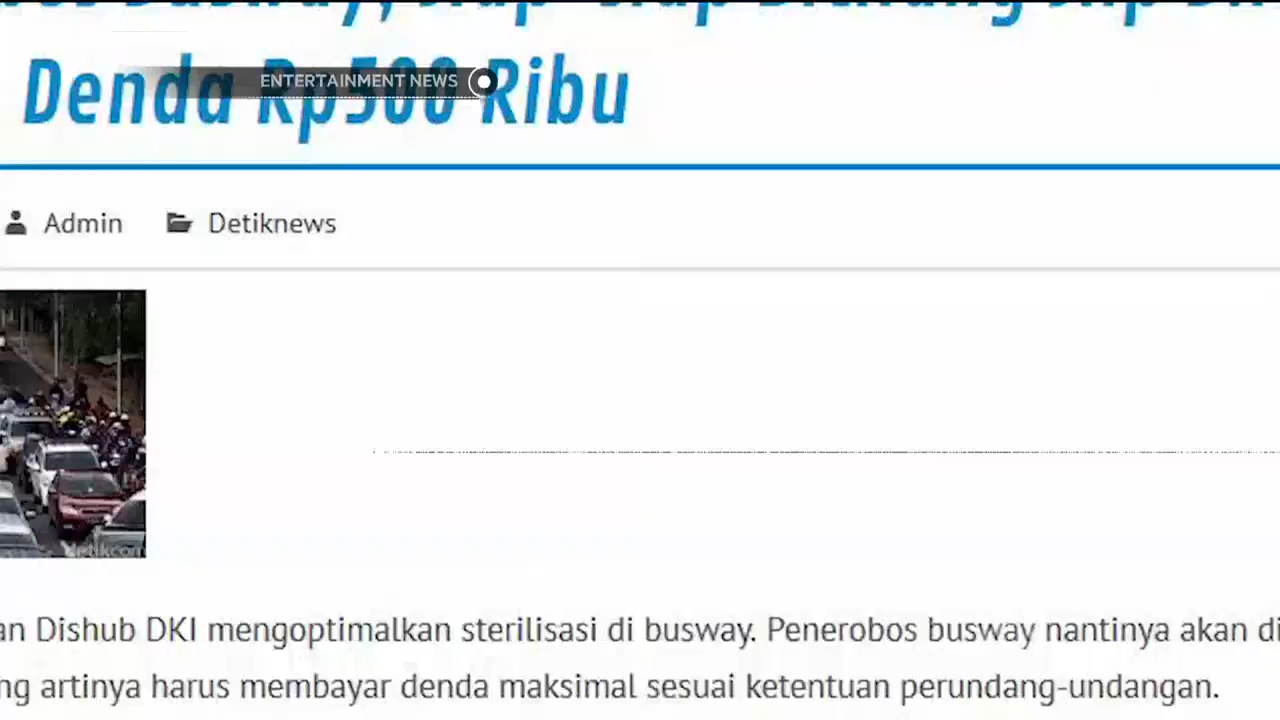 Denda Rp500 Ribu
ENTERTAINMENT NEWS
Admin Detiknews
detikcom
an Dishub DKI mengoptimalkan sterilisasi di busway. Penerobos busway nantinya akan di
ng artinya harus membayar denda maksimal sesuai ketentuan perundang-undangan.